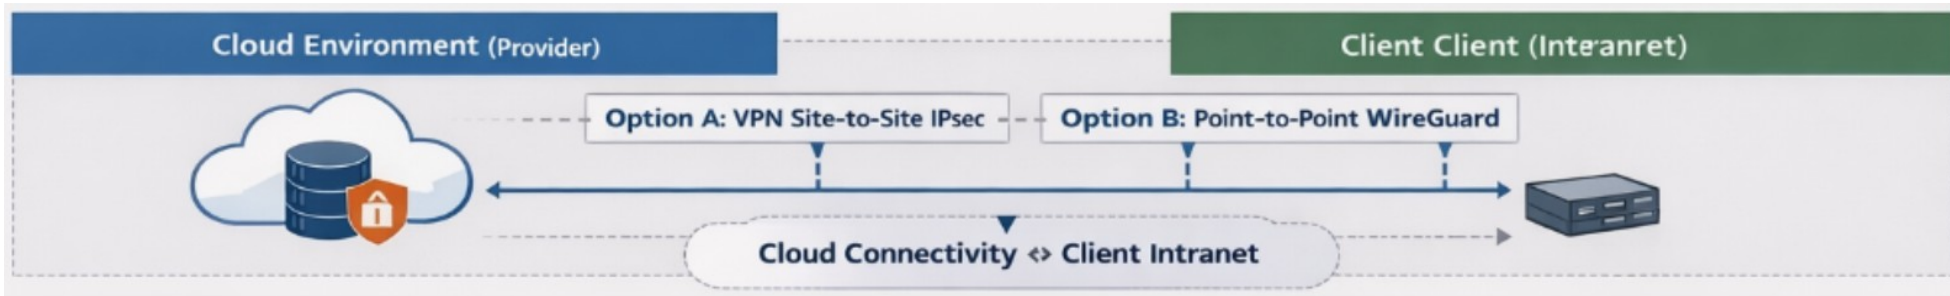 Cloud Environment (Provider)
Client Client (Interanret)
Option A: VPN Site-to-Site IPsec
Option B: Point-to-Point WireGuard
Cloud Connectivity <> Client Intranet